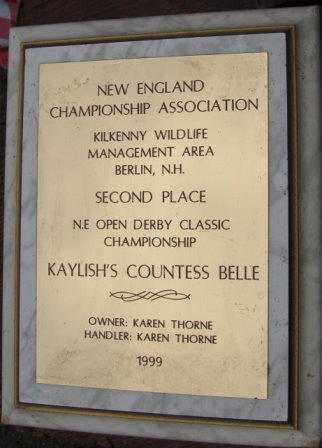 NEW ENGLAND
CHAMPIONSHIP ASSOCIATION
KILKENNY WILDLIFE
MANAGEMENT AREA
BERLIN, N.H.
SECOND PLACE
N.E OPEN DERBY CLASSIC
CHAMPIONSHIP
KAYLISH'S COUNTESS BELLE
OWNER: KAREN THORNE
HANDLER: KAREN THORNE
1999